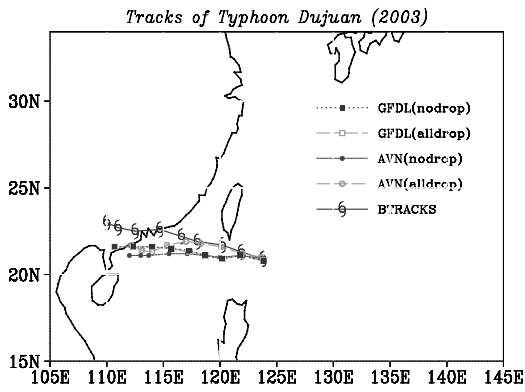 Tracks of Typhoon Dujuan (2003)
30N
GFDL(nodrop)
GFDL(alldrop)
AVN(nodrop)
25N
AVN(alldrop)
BTRACKS
20N
15N
105E 110E 115E 120E 125E 130E 135E 140E 145E